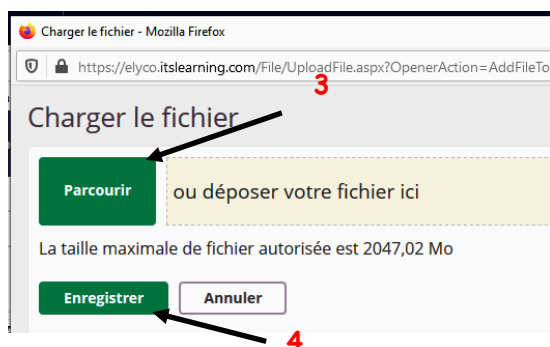 Charger le fichier - Mozilla Firefox
https://elyco.itslearning.com/File/UploadFile.aspx?OpenerAction=AddFileTo
3
Charger le fichier
Parcourir ou déposer votre fichier ici
La taille maximale de fichier autorisée est 2047,02 Mo
Enregistrer Annuler
4